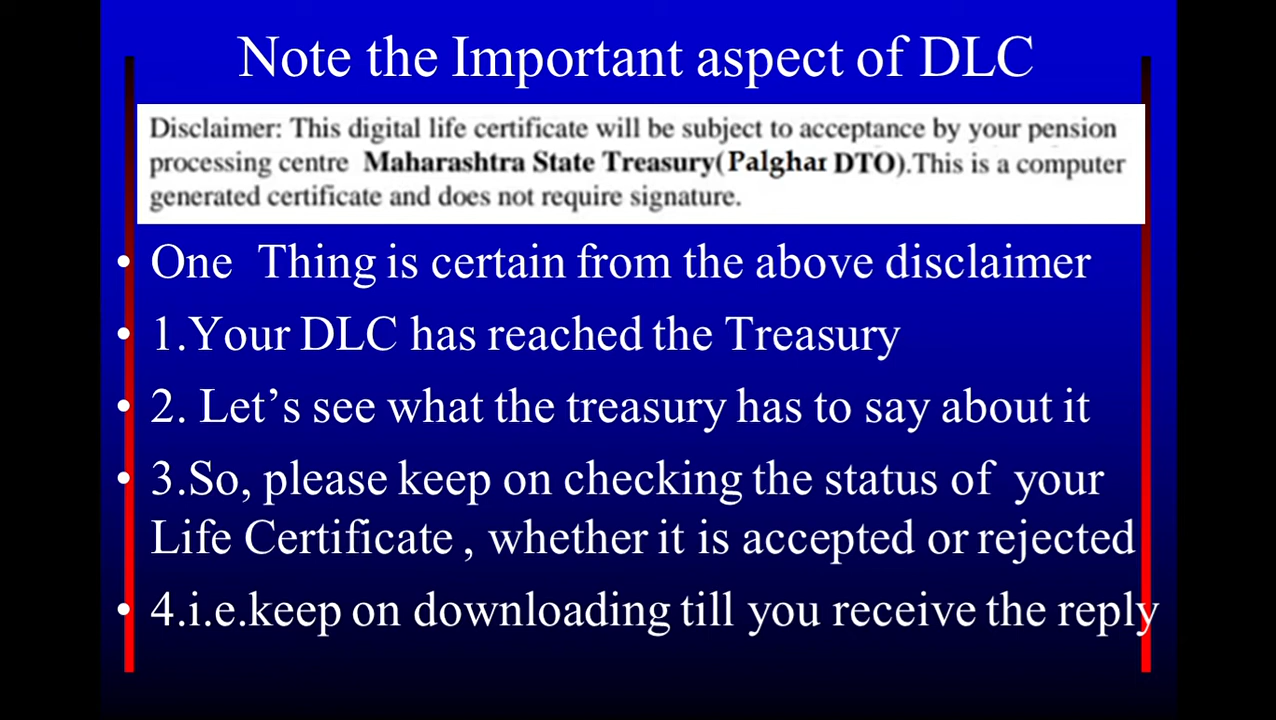 Note the Important aspect of DLC
Disclaimer: This digital life certificate will be subject to acceptance by your pension
processing centre Maharashtra State Treasury( Palghar DTO).This is a computer
generated certificate and does not require signature.
• One Thing is certain from the above disclaimer
• 1.Your DLC has reached the Treasury
• 2. Let's see what the treasury has to say about it
• 3.So, please keep on checking the status of your
Life Certificate , whether it is accepted or rejected
• 4.i.e.keep on downloading till you receive the reply